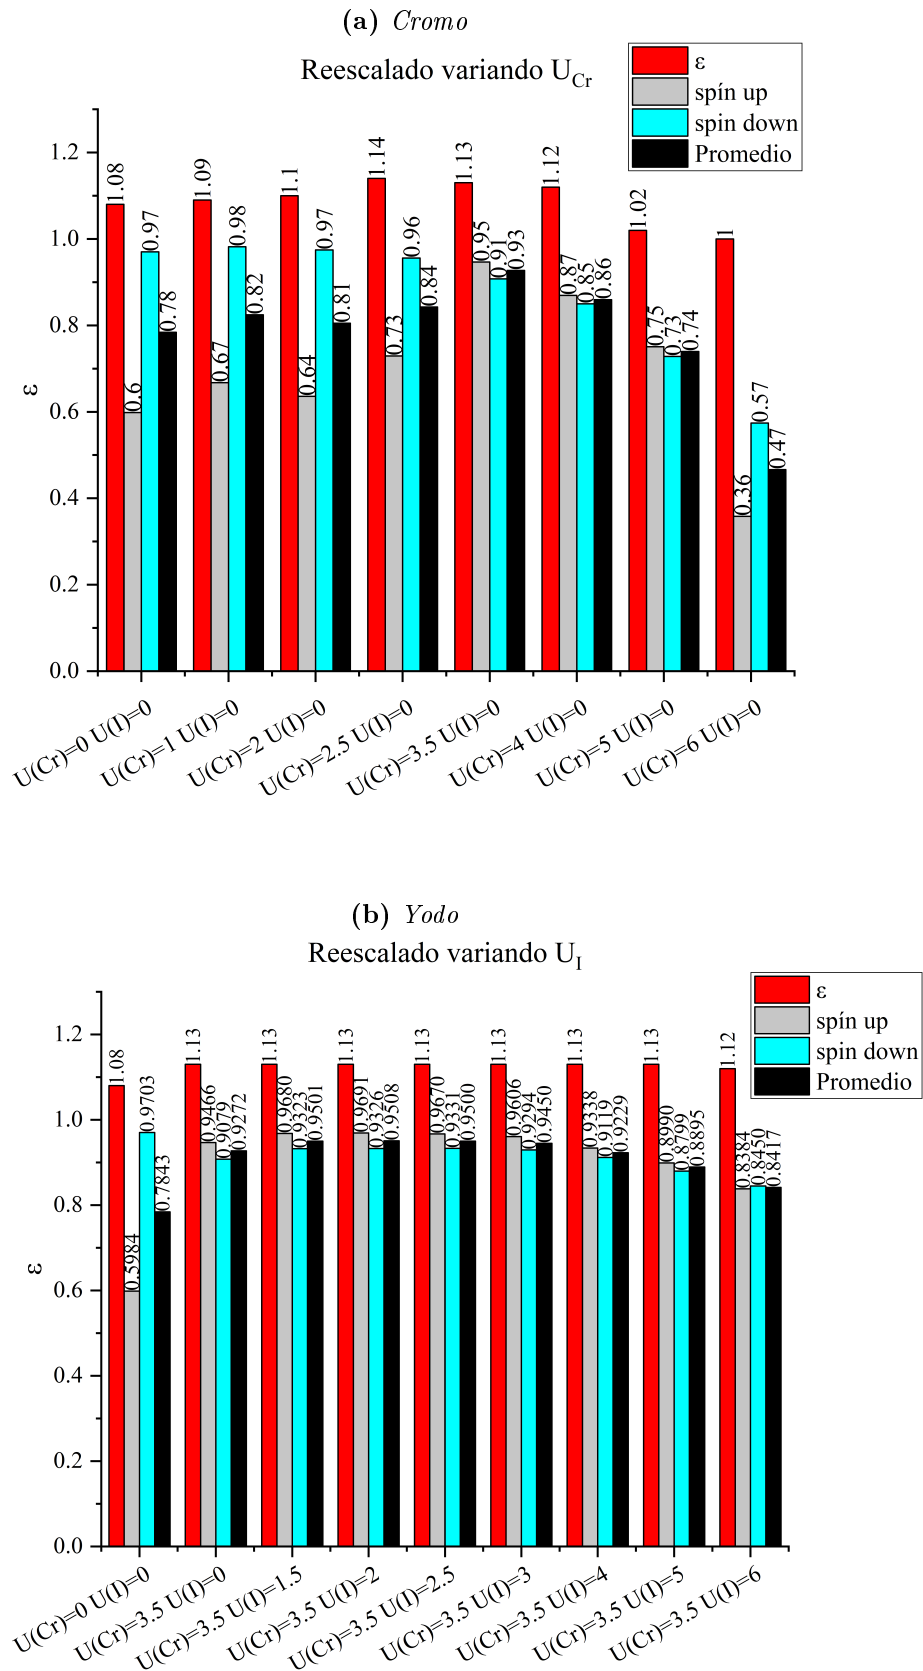 (a) Cromo
Reescalado variando U_Cr
ε
spín up
spin down
Promedio
1.08 0.6 0.97 0.78 1.09 0.67 0.98 0.82 1.1 0.64 0.97 0.81 1.14 0.73 0.96 0.84 1.13 0.95 0.91 0.93 1.12 0.87 0.85 0.86 1.02 0.75 0.73 0.74 1 0.36 0.57 0.47
1.2
1.0
0.8
0.6
0.4
0.2
0.0
ε
U(Cr)=0 U(I)=0
U(Cr)=1 U(I)=0
U(Cr)=2 U(I)=0
U(Cr)=2.5 U(I)=0
U(Cr)=3.5 U(I)=0
U(Cr)=4 U(I)=0
U(Cr)=5 U(I)=0
U(Cr)=6 U(I)=0
(b) Yodo
Reescalado variando U_I
ε
spín up
spin down
Promedio
1.08 0.5984 0.9703 0.7843 1.13 0.9466 0.9079 0.9272 1.13 0.9680 0.9323 0.9501 1.13 0.9691 0.9326 0.9508 1.13 0.9670 0.9331 0.9500 1.13 0.9606 0.9294 0.9450 1.13 0.9338 0.9119 0.9229 1.13 0.8990 0.8799 0.8895 1.12 0.8384 0.8450 0.8417
1.2
1.0
0.8
0.6
0.4
0.2
0.0
ε
U(Cr)=0 U(I)=0
U(Cr)=3.5 U(I)=0
U(Cr)=3.5 U(I)=1.5
U(Cr)=3.5 U(I)=2
U(Cr)=3.5 U(I)=2.5
U(Cr)=3.5 U(I)=3
U(Cr)=3.5 U(I)=4
U(Cr)=3.5 U(I)=5
U(Cr)=3.5 U(I)=6